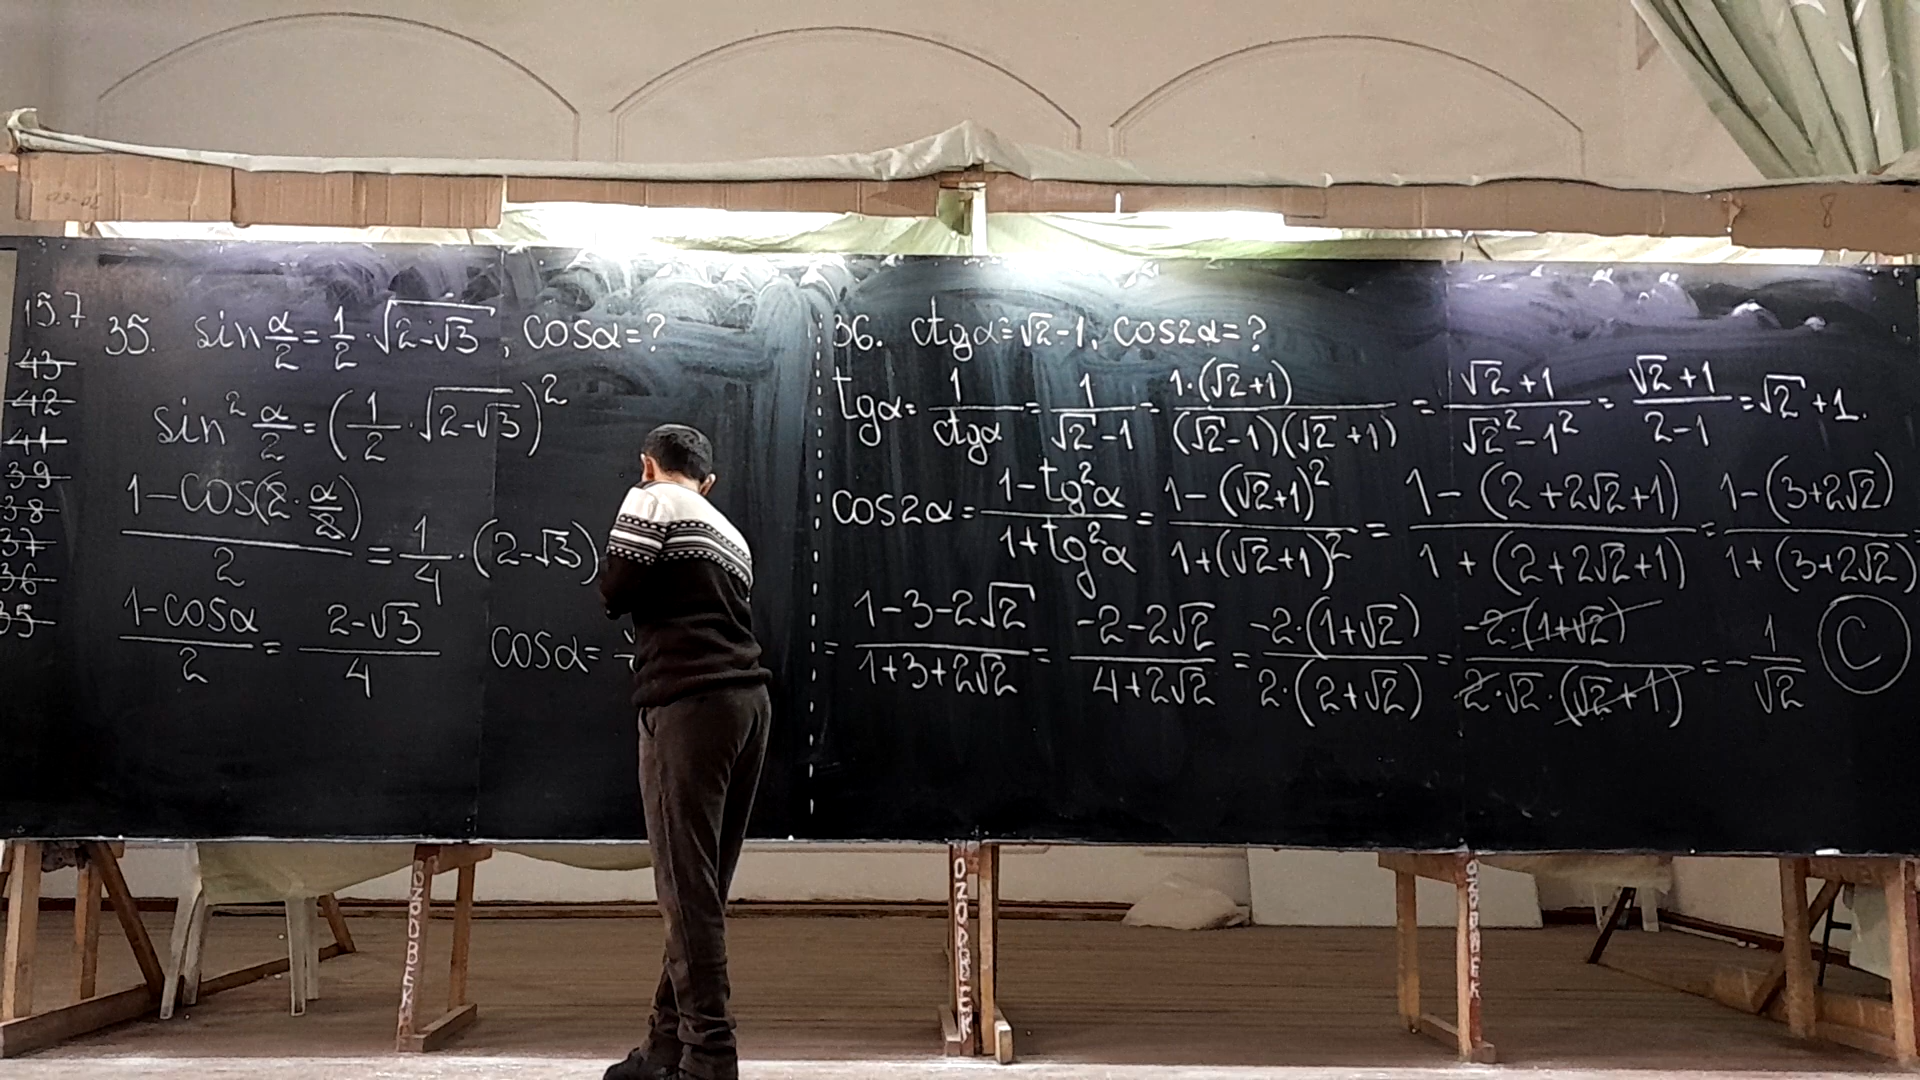 15.7
43
42
41
39
38
37
36
35
35. sin α/2 = 1/2 · √(2-√3), cosα=?
sin² α/2 = (1/2 · √(2-√3))²
(1-cos(2 · α/2))/2 = 1/4 · (2-√3)
(1-cosα)/2 = (2-√3)/4
cosα=
36. ctgα=√2-1, cos2α=?
tgα= 1/ctgα = 1/(√2-1) = 1·(√2+1)/((√2-1)(√2+1)) = (√2+1)/(√2²-1²) = (√2+1)/(2-1) = √2+1.
cos2α= (1-tg²α)/(1+tg²α) = (1-(√2+1)²)/(1+(√2+1)²) = (1-(2+2√2+1))/(1+(2+2√2+1)) = (1-(3+2√2))/(1+(3+2√2)) =
= (1-3-2√2)/(1+3+2√2) = (-2-2√2)/(4+2√2) = -2·(1+√2)/(2·(2+√2)) = -2·(1+√2)/(2·√2·(√2+1)) = -1/√2 C
09-05
8
OZODBEK
OZODBEK
OZODBEK